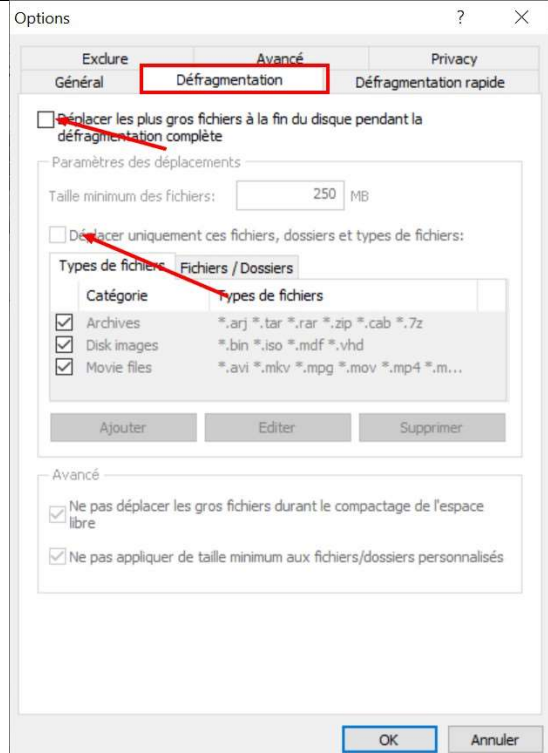 Options
Exclure Avancé Privacy
Général Défragmentation Défragmentation rapide
Déplacer les plus gros fichiers à la fin du disque pendant la
défragmentation complète
Paramètres des déplacements
Taille minimum des fichiers: 250 MB
Déplacer uniquement ces fichiers, dossiers et types de fichiers:
Types de fichiers Fichiers / Dossiers
Catégorie Types de fichiers
Archives *.arj *.tar *.rar *.zip *.cab *.7z
Disk images *.bin *.iso *.mdf *.vhd
Movie files *.avi *.mkv *.mpg *.mov *.mp4 *.m...
Ajouter Editer Supprimer
Avancé
Ne pas déplacer les gros fichiers durant le compactage de l'espace
libre
Ne pas appliquer de taille minimum aux fichiers/dossiers personnalisés
OK Annuler